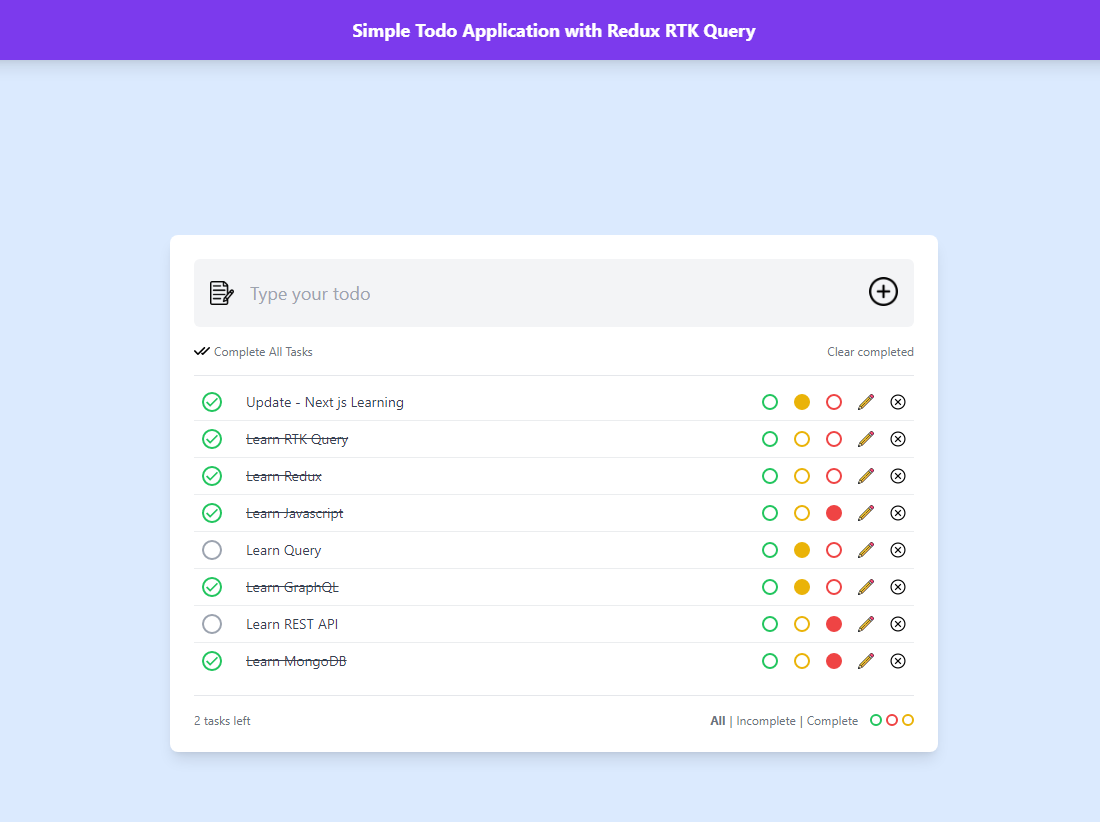 Simple Todo Application with Redux RTK Query
Type your todo
Complete All Tasks Clear completed
Update - Next js Learning
Learn RTK Query
Learn Redux
Learn Javascript
Learn Query
Learn GraphQL
Learn REST API
Learn MongoDB
2 tasks left All | Incomplete | Complete